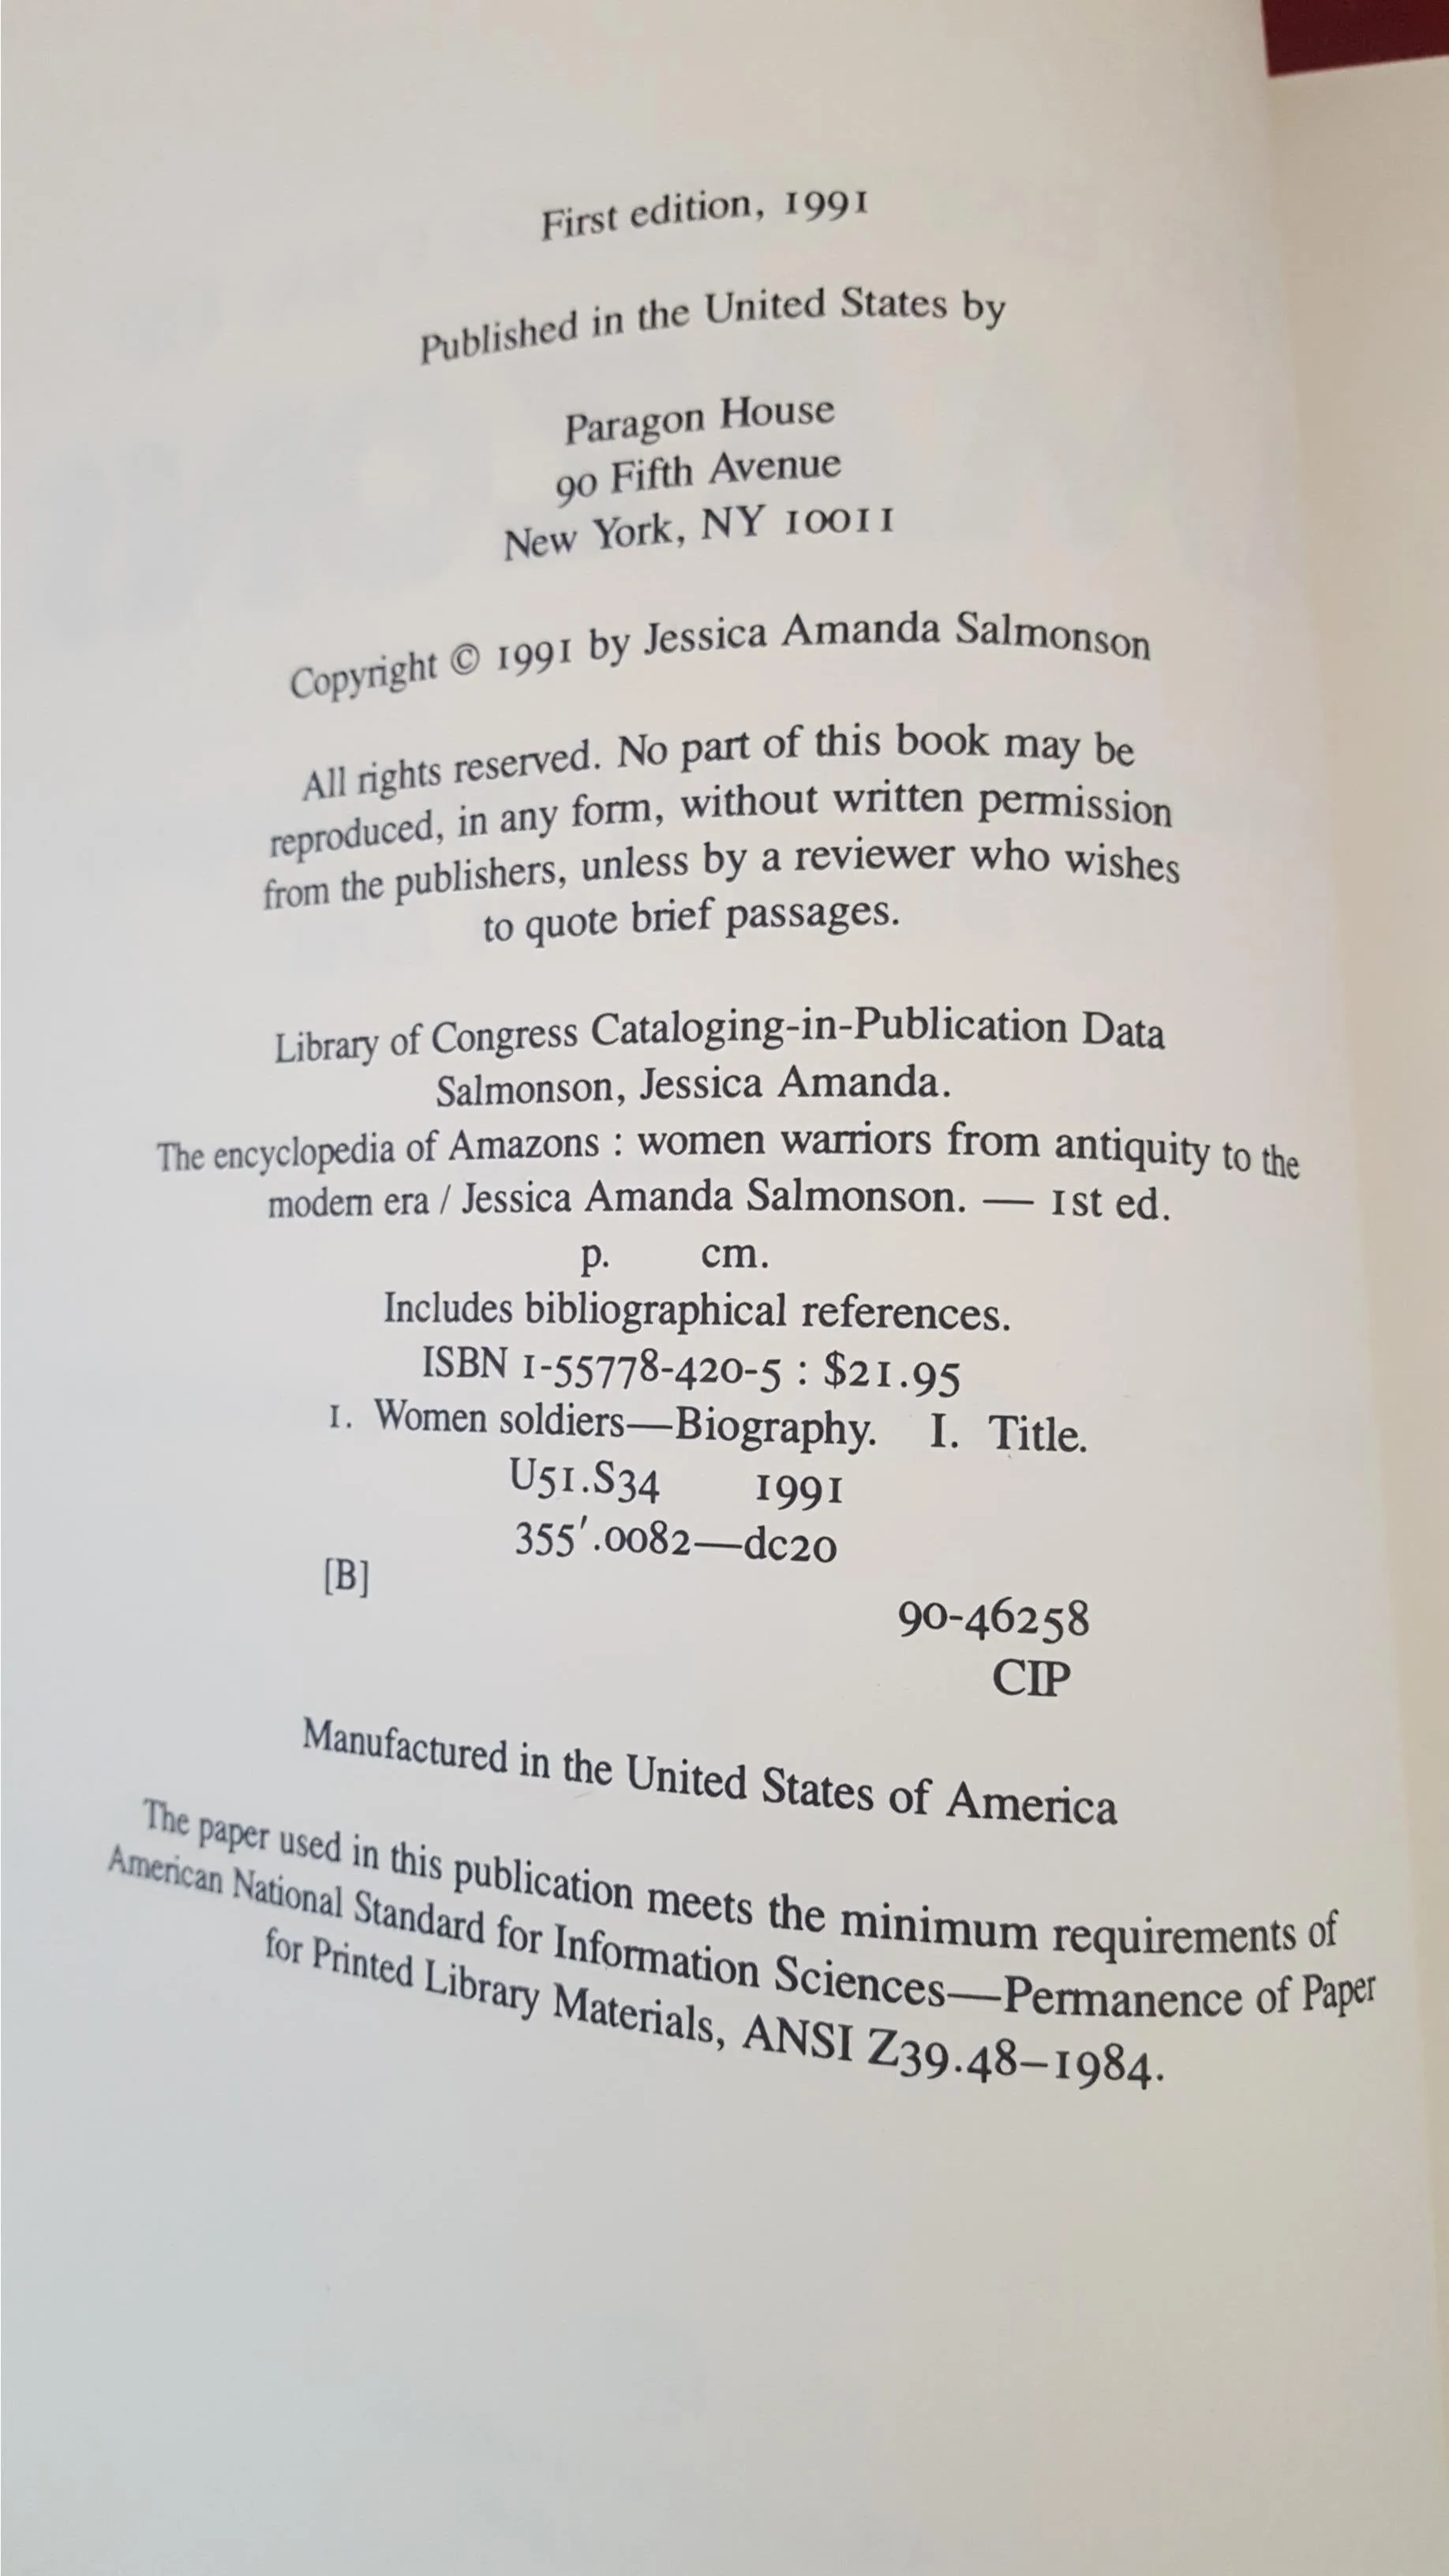 First edition, 1991
Published in the United States by
Paragon House
90 Fifth Avenue
New York, NY 10011
Copyright © 1991 by Jessica Amanda Salmonson
All rights reserved. No part of this book may be
reproduced, in any form, without written permission
from the publishers, unless by a reviewer who wishes
to quote brief passages.
Library of Congress Cataloging-in-Publication Data
Salmonson, Jessica Amanda.
The encyclopedia of Amazons : women warriors from antiquity to the
modern era / Jessica Amanda Salmonson. — 1st ed.
p. cm.
Includes bibliographical references.
ISBN 1-55778-420-5 : $21.95
1. Women soldiers—Biography. I. Title.
U51.S34 1991
355′.0082—dc20
[B]
90-46258
CIP
Manufactured in the United States of America
The paper used in this publication meets the minimum requirements of
American National Standard for Information Sciences—Permanence of Paper
for Printed Library Materials, ANSI Z39.48–1984.